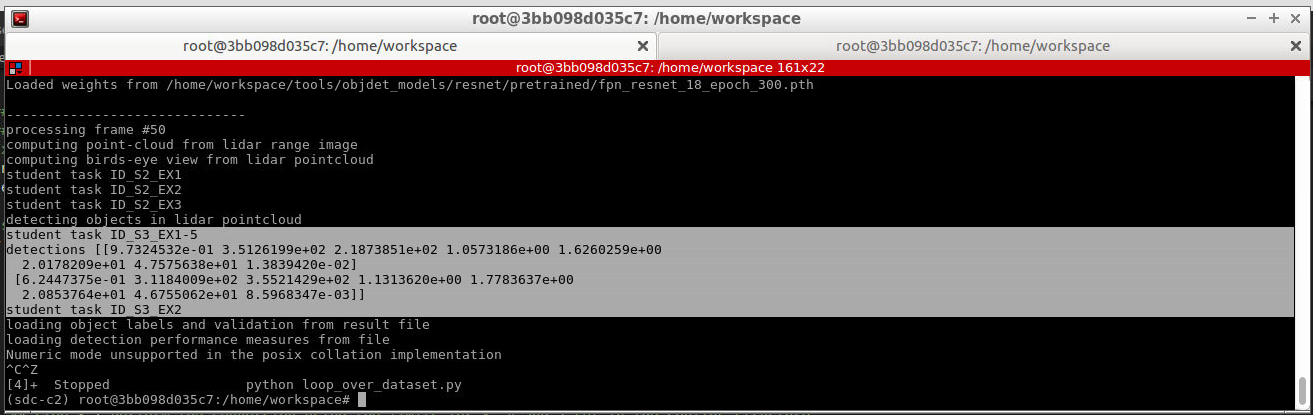 root@3bb098d035c7: /home/workspace
root@3bb098d035c7: /home/workspace
root@3bb098d035c7: /home/workspace
root@3bb098d035c7: /home/workspace 161x22
Loaded weights from /home/workspace/tools/objdet_models/resnet/pretrained/fpn_resnet_18_epoch_300.pth
------------------------------
processing frame #50
computing point-cloud from lidar range image
computing birds-eye view from lidar pointcloud
student task ID_S2_EX1
student task ID_S2_EX2
student task ID_S2_EX3
detecting objects in lidar pointcloud
student task ID_S3_EX1-5
detections [[9.7324532e-01 3.5126199e+02 2.1873851e+02 1.0573186e+00 1.6260259e+00
2.0178209e+01 4.7575638e+01 1.3839420e-02]
[6.2447375e-01 3.1184009e+02 3.5521429e+02 1.1313620e+00 1.7783637e+00
2.0853764e+01 4.6755062e+01 8.5968347e-03]]
student task ID_S3_EX2
loading object labels and validation from result file
loading detection performance measures from file
Numeric mode unsupported in the posix collation implementation
^C^Z
[4]+  Stopped                 python loop_over_dataset.py
(sdc-c2) root@3bb098d035c7:/home/workspace#